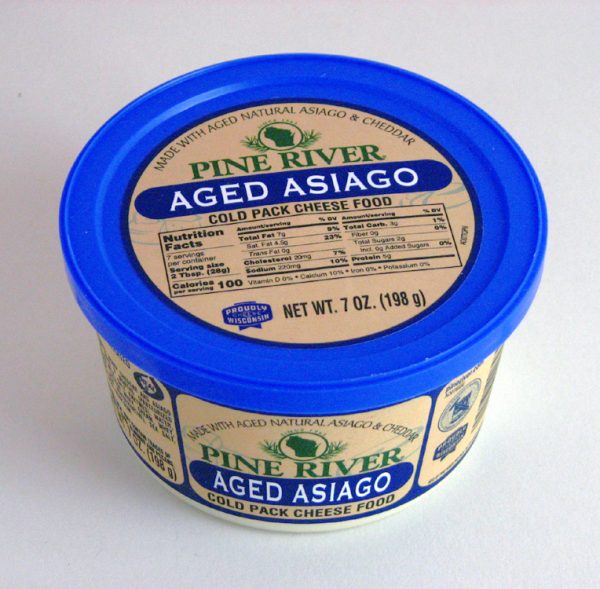 MADE WITH AGED NATURAL ASIAGO & CHEDDAR
PINE RIVER
AGED ASIAGO
COLD PACK CHEESE FOOD
Nutrition Facts
7 servings per container
Serving size 2 Tbsp. (28g)
Calories per serving 100
Amount/serving % DV
Total Fat 7g 9%
Sat. Fat 4.5g 23%
Trans Fat 0g
Cholesterol 20mg 7%
Sodium 220mg 10%
Amount/serving % DV
Total Carb. 3g 1%
Fiber 0g 0%
Total Sugars 2g
Incl. 0g Added Sugars 0%
Protein 5g
Vitamin D 0% • Calcium 10% • Iron 0% • Potassium 0%
PROUDLY
WISCONSIN
CHEESE
NET WT. 7 OZ. (198 g)
MADE WITH AGED NATURAL ASIAGO & CHEDDAR
SINCE 1963
PINE RIVER
AGED ASIAGO
COLD PACK CHEESE FOOD
OZ. (198 g)